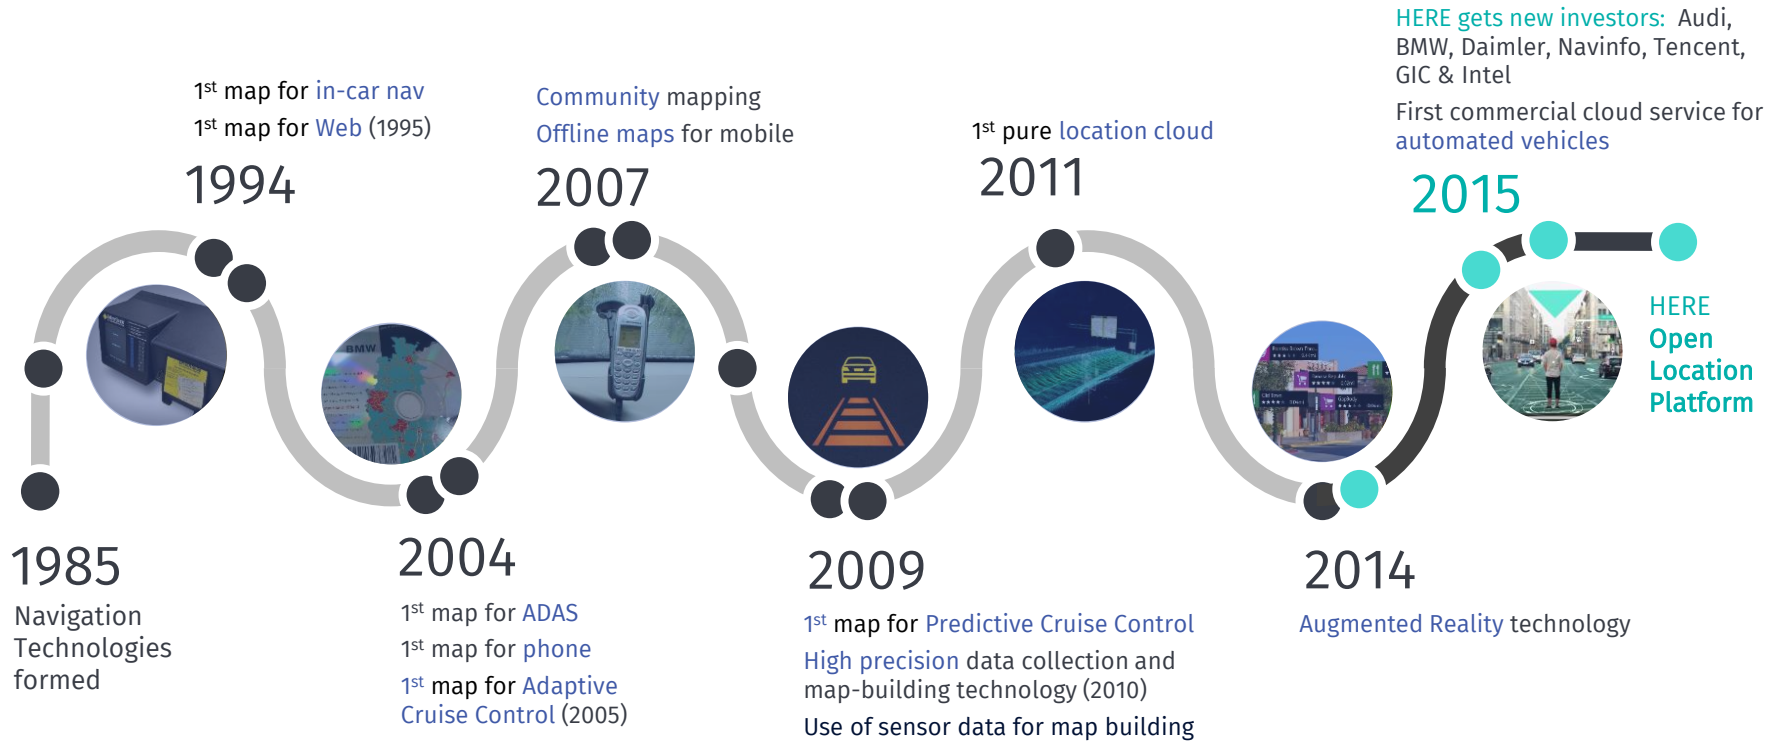 HERE gets new investors: Audi,
BMW, Daimler, Navinfo, Tencent,
GIC & Intel
First commercial cloud service for
automated vehicles
2015
1st map for in-car nav
1st map for Web (1995)
1994
Community mapping
Offline maps for mobile
2007
1st pure location cloud
2011
BMW
HERE
Open
Location
Platform
1985
Navigation
Technologies
formed
2004
1st map for ADAS
1st map for phone
1st map for Adaptive
Cruise Control (2005)
2009
1st map for Predictive Cruise Control
High precision data collection and
map-building technology (2010)
Use of sensor data for map building
2014
Augmented Reality technology